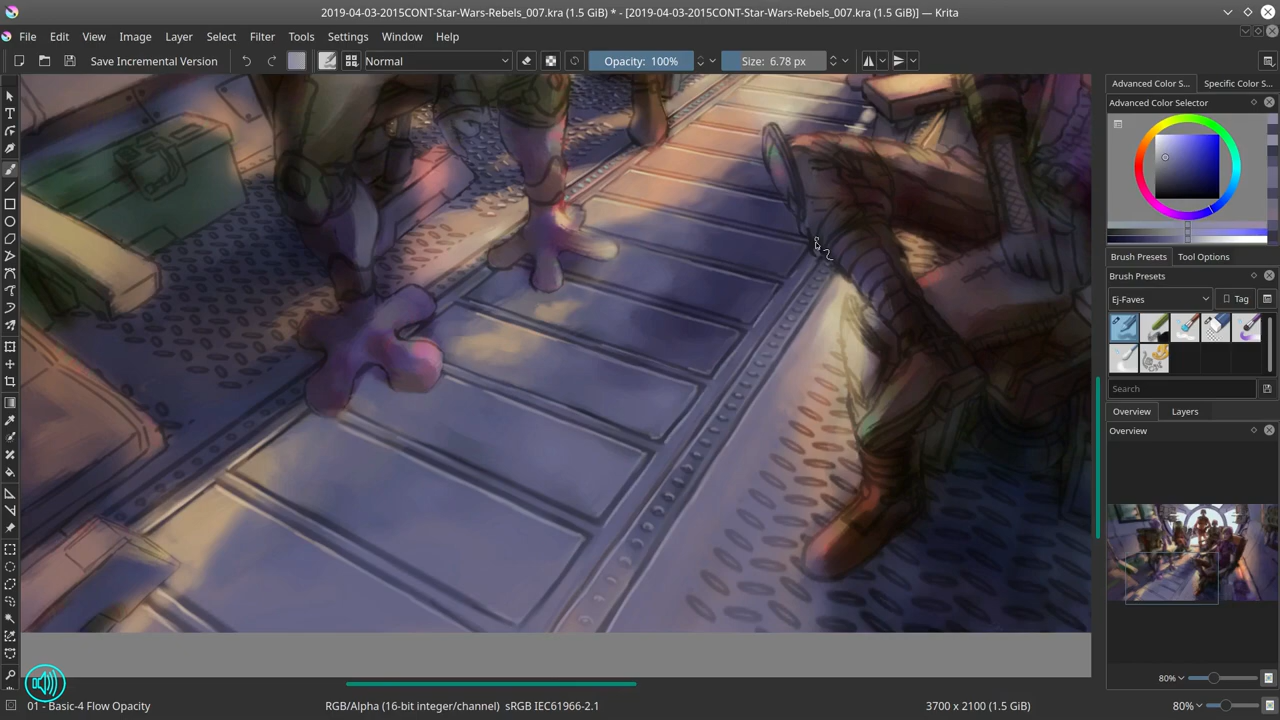 2019-04-03-2015CONT-Star-Wars-Rebels_007.kra (1.5 GiB) * - [2019-04-03-2015CONT-Star-Wars-Rebels_007.kra (1.5 GiB)] — Krita
File Edit View Image Layer Select Filter Tools Settings Window Help
Save Incremental Version Normal Opacity: 100% Size: 6.78 px
Advanced Color S... Specific Color S...
Advanced Color Selector
Brush Presets Tool Options
Brush Presets
Ej-Faves Tag
Search
Overview Layers
Overview
80%
01 - Basic-4 Flow Opacity RGB/Alpha (16-bit integer/channel) sRGB IEC61966-2.1 3700 x 2100 (1.5 GiB) 80%